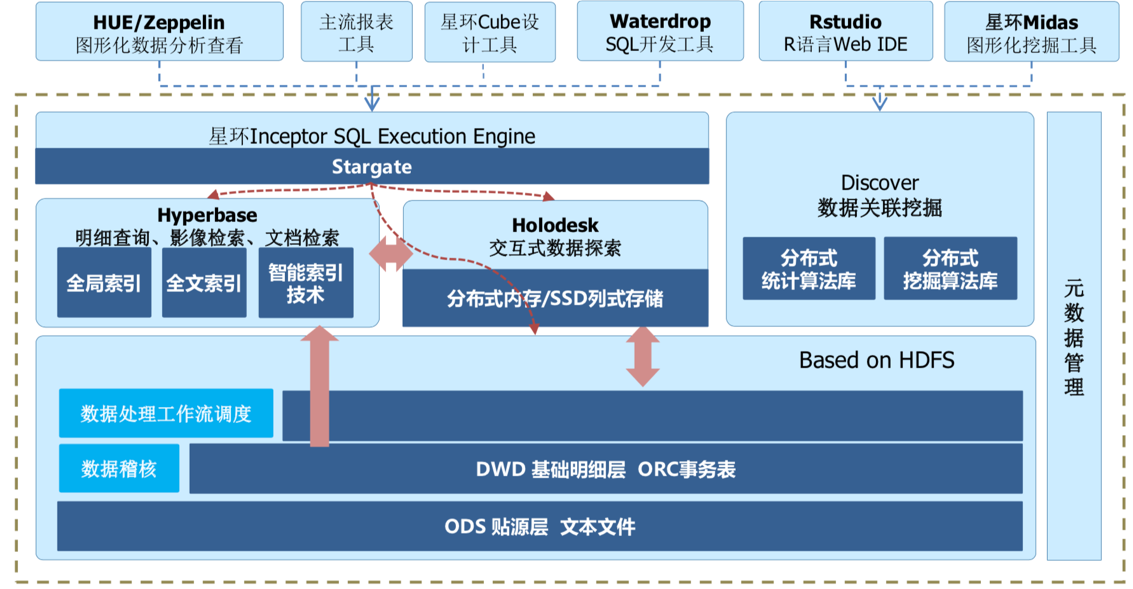 HUE/Zeppelin
图形化数据分析查看
主流报表
工具
星环Cube设
计工具
Waterdrop
SQL开发工具
Rstudio
R语言Web IDE
星环Midas
图形化挖掘工具
星环Inceptor SQL Execution Engine
Stargate
Hyperbase
明细查询、影像检索、文档检索
全局索引
全文索引
智能索引
技术
Holodesk
交互式数据探索
分布式内存/SSD列式存储
Discover
数据关联挖掘
分布式
统计算法库
分布式
挖掘算法库
元
数
据
管
理
Based on HDFS
数据处理工作流调度
数据稽核
DWD 基础明细层 ORC事务表
ODS 贴源层 文本文件